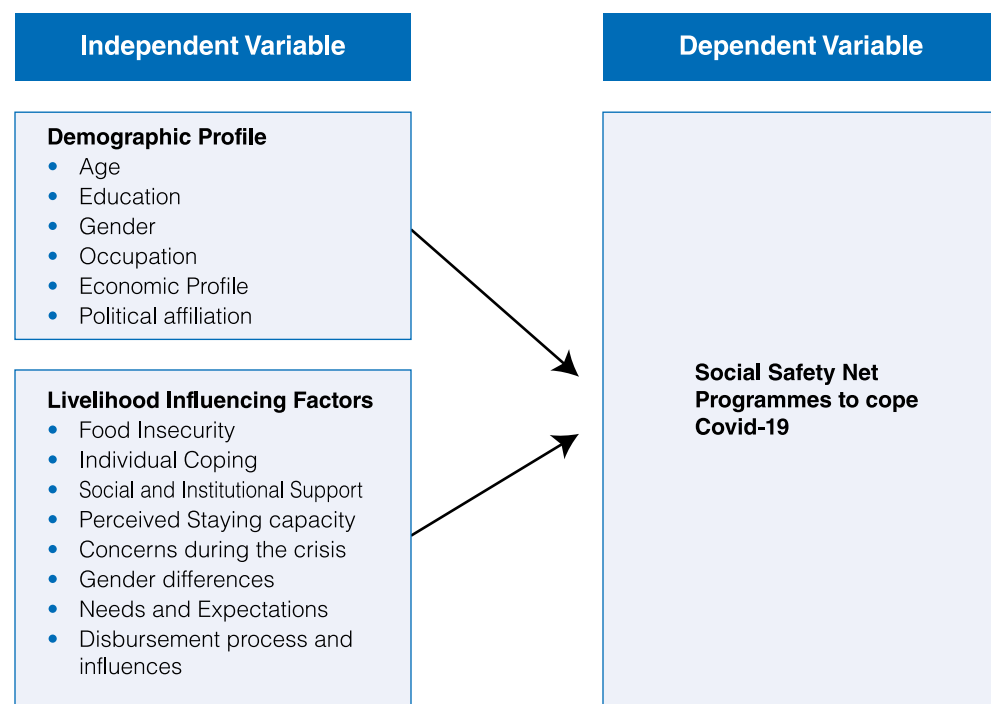 Independent Variable
Dependent Variable
Demographic Profile
• Age
• Education
• Gender
• Occupation
• Economic Profile
• Political affiliation
Livelihood Influencing Factors
• Food Insecurity
• Individual Coping
• Social and Institutional Support
• Perceived Staying capacity
• Concerns during the crisis
• Gender differences
• Needs and Expectations
• Disbursement process and
influences
Social Safety Net
Programmes to cope
Covid-19